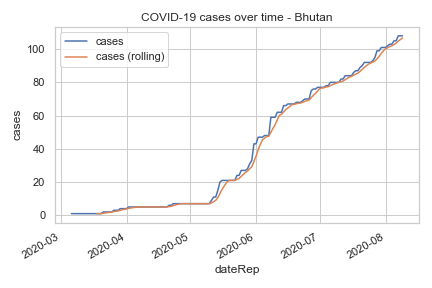 COVID-19 cases over time - Bhutan
cases
cases (rolling)
100
80
60
40
20
0
cases
2020-03
2020-04
2020-05
2020-06
2020-07
2020-08
dateRep